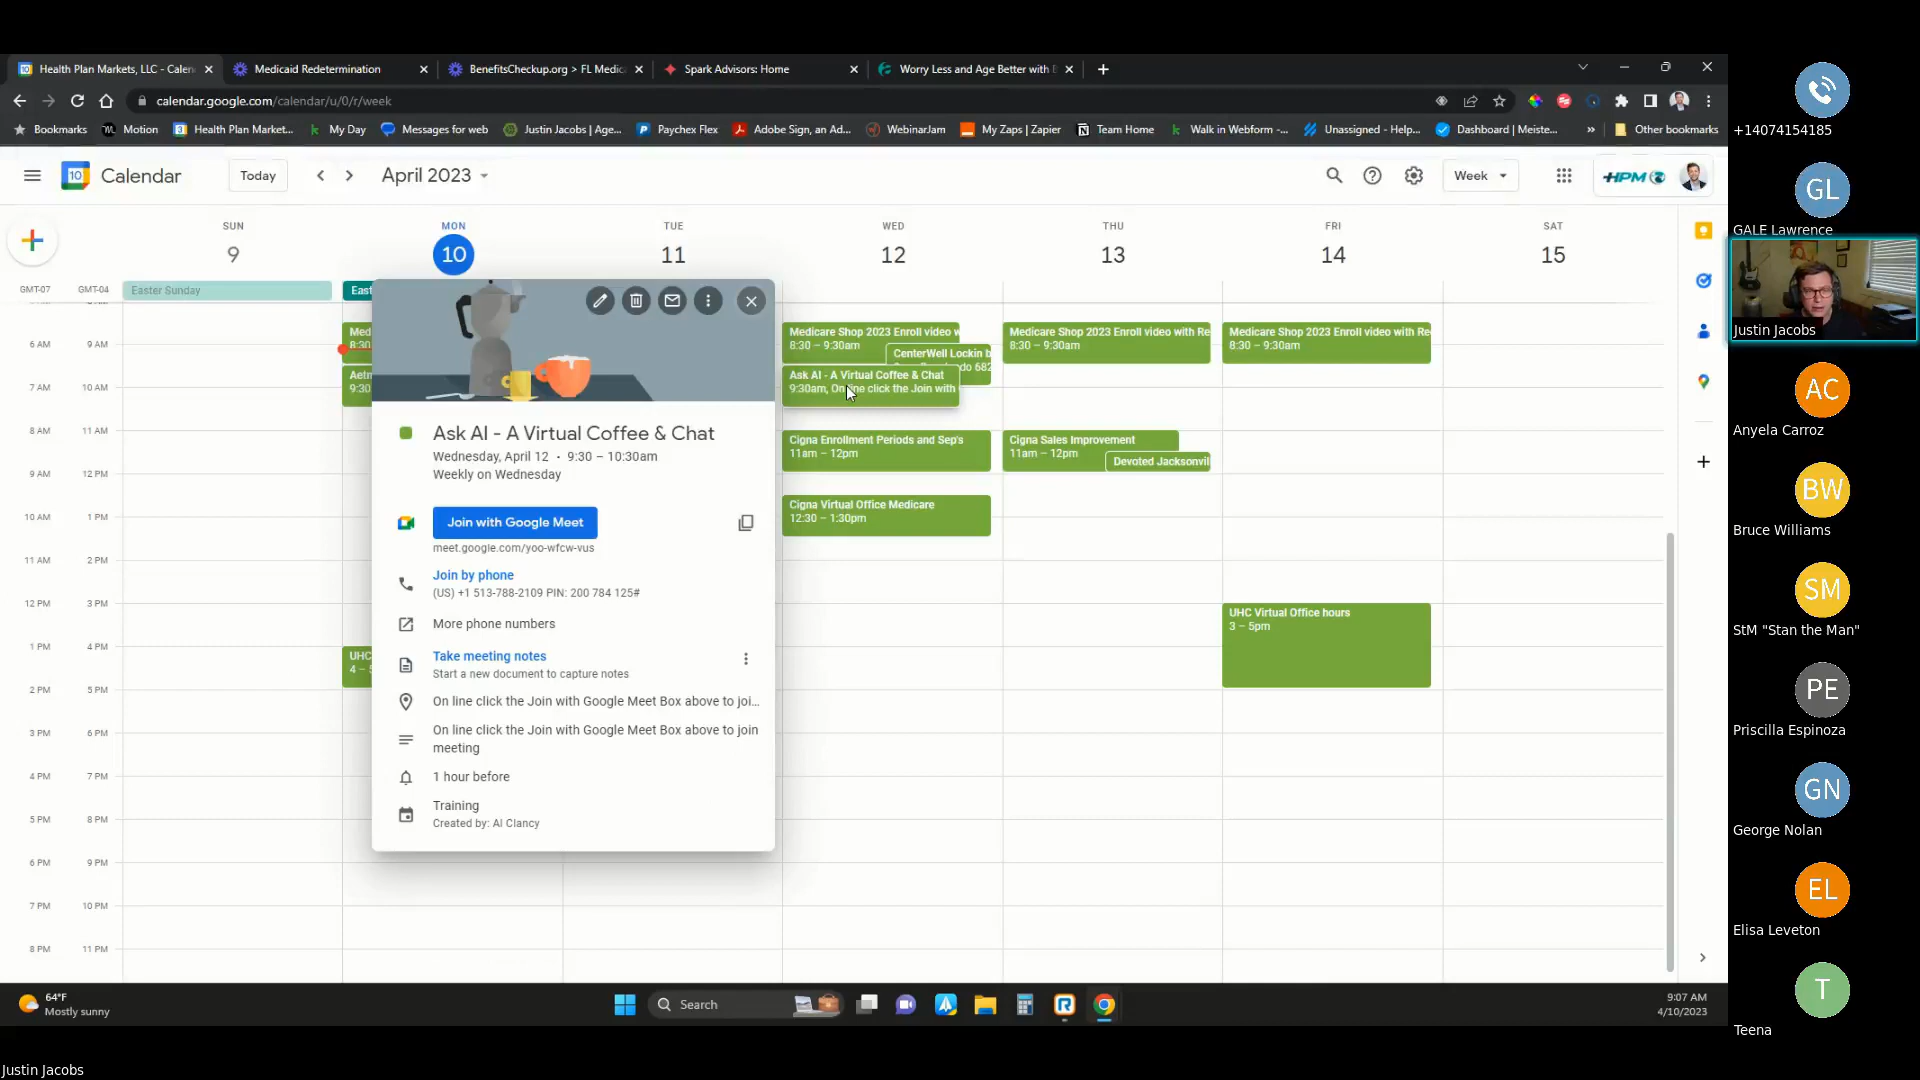 Health Plan Markets, LLC - Calen
Medicaid Redetermination
BenefitsCheckup.org > FL Medic
Spark Advisors: Home
Worry Less and Age Better with
calendar.google.com/calendar/u/0/r/week
Bookmarks
Motion
Health Plan Market...
My Day
Messages for web
Justin Jacobs | Age...
Paychex Flex
Adobe Sign, an Ad...
WebinarJam
My Zaps | Zapier
Team Home
Walk in Webform -...
Unassigned - Help...
Dashboard | Meiste...
Other bookmarks
10
Calendar
Today
April 2023
Week
HPM
SUN
9
MON
10
TUE
11
WED
12
THU
13
FRI
14
SAT
15
GMT-07
GMT-04
Easter Sunday
East
6 AM
9 AM
7 AM
10 AM
8 AM
11 AM
9 AM
12 PM
10 AM
1 PM
11 AM
2 PM
12 PM
3 PM
1 PM
4 PM
2 PM
5 PM
3 PM
6 PM
4 PM
7 PM
5 PM
8 PM
6 PM
9 PM
7 PM
10 PM
8 PM
11 PM
Med
8:30
Aetn
9:30
UHC
Ask AI - A Virtual Coffee & Chat
Wednesday, April 12 · 9:30 – 10:30am
Weekly on Wednesday
Join with Google Meet
meet.google.com/yoo-wfcw-vus
Join by phone
(US) +1 513-788-2109 PIN: 200 784 125#
More phone numbers
Take meeting notes
Start a new document to capture notes
On line click the Join with Google Meet Box above to joi...
On line click the Join with Google Meet Box above to join
meeting
1 hour before
Training
Created by: Al Clancy
Medicare Shop 2023 Enroll video w
8:30 – 9:30am
CenterWell Lockin b
do 682
Ask AI - A Virtual Coffee & Chat
9:30am, On line click the Join with
Cigna Enrollment Periods and Sep's
11am – 12pm
Cigna Virtual Office Medicare
12:30 – 1:30pm
Medicare Shop 2023 Enroll video with Re
8:30 – 9:30am
Cigna Sales Improvement
11am – 12pm
Devoted Jacksonvil
Medicare Shop 2023 Enroll video with Re
8:30 – 9:30am
UHC Virtual Office hours
3 – 5pm
64°F
Mostly sunny
Search
9:07 AM
4/10/2023
+14074154185
GL
GALE Lawrence
Justin Jacobs
AC
Anyela Carroz
BW
Bruce Williams
SM
StM "Stan the Man"
PE
Priscilla Espinoza
GN
George Nolan
EL
Elisa Leveton
T
Teena
Justin Jacobs